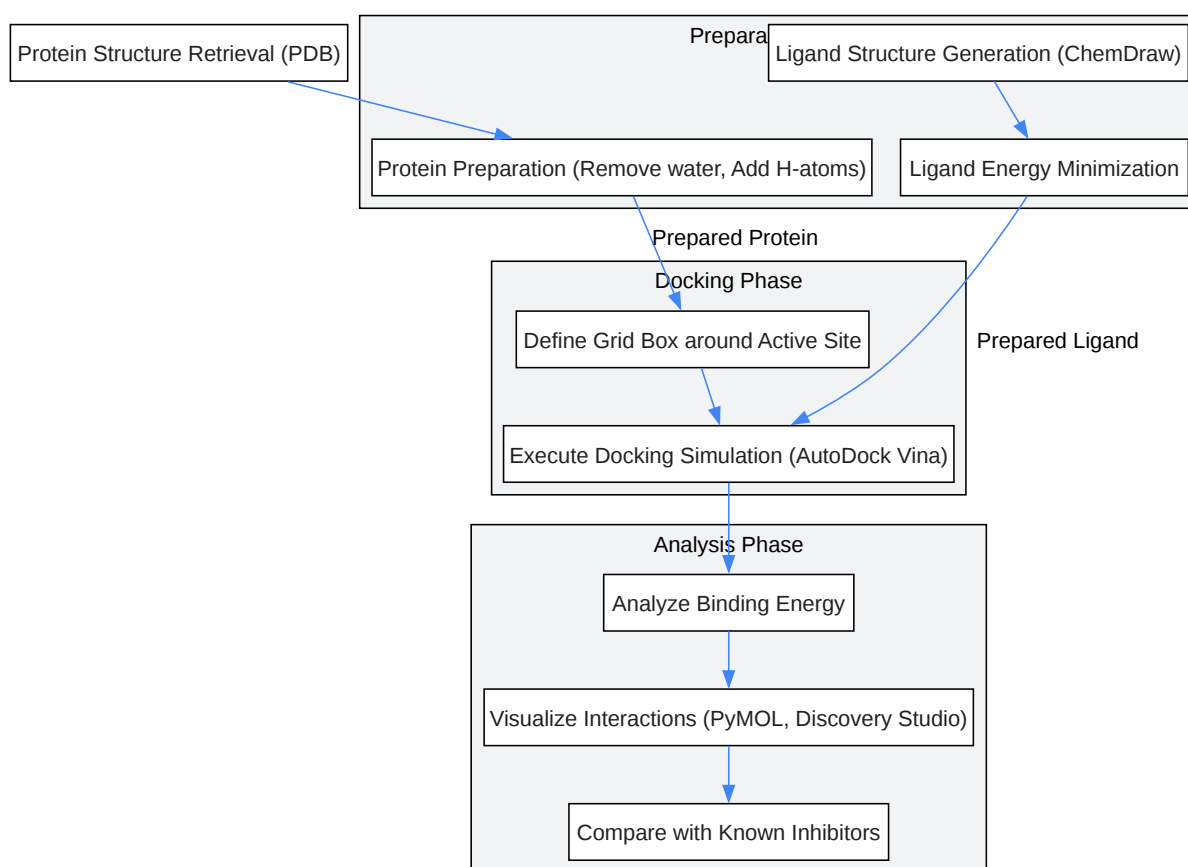 Protein Structure Retrieval (PDB)
Prepara
Ligand Structure Generation (ChemDraw)
Protein Preparation (Remove water, Add H-atoms)
Ligand Energy Minimization
Prepared Protein
Docking Phase
Define Grid Box around Active Site
Prepared Ligand
Execute Docking Simulation (AutoDock Vina)
Analysis Phase
Analyze Binding Energy
Visualize Interactions (PyMOL, Discovery Studio)
Compare with Known Inhibitors